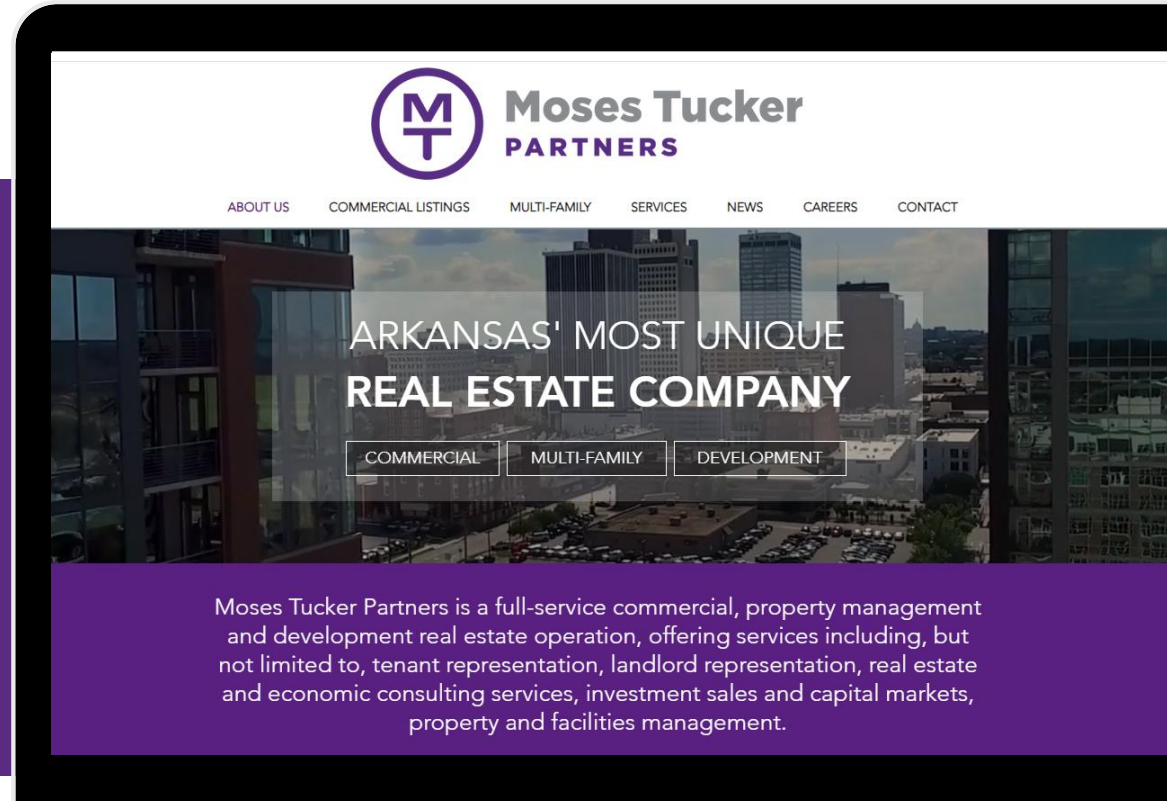 MT
Moses Tucker
PARTNERS
ABOUT US COMMERCIAL LISTINGS MULTI-FAMILY SERVICES NEWS CAREERS CONTACT
ARKANSAS' MOST UNIQUE
REAL ESTATE COMPANY
COMMERCIAL MULTI-FAMILY DEVELOPMENT
Moses Tucker Partners is a full-service commercial, property management
and development real estate operation, offering services including, but
not limited to, tenant representation, landlord representation, real estate
and economic consulting services, investment sales and capital markets,
property and facilities management.